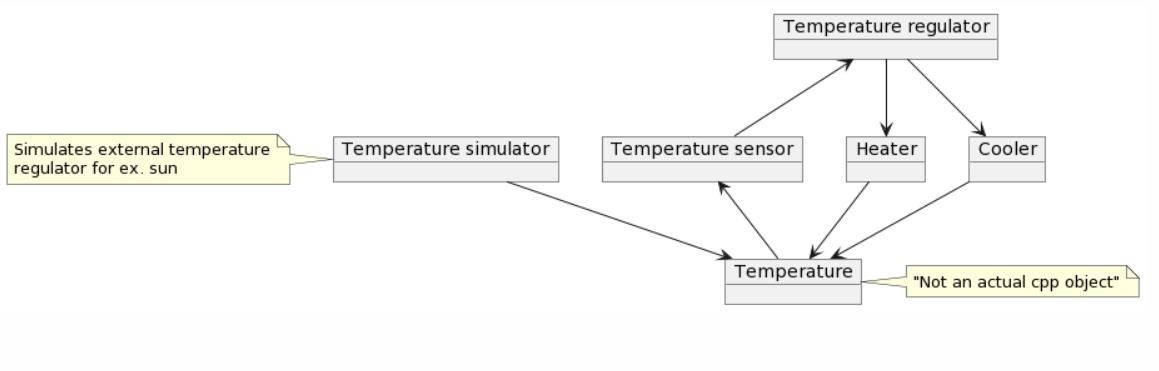 Temperature regulator
Simulates external temperature
regulator for ex. sun
Temperature simulator
Temperature sensor
Heater
Cooler
Temperature
"Not an actual cpp object"